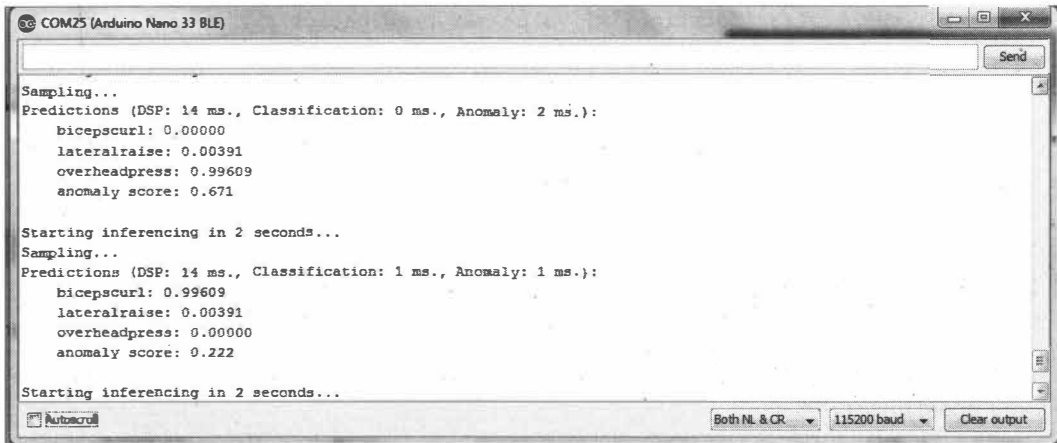 COM25 (Arduino Nano 33 BLE)
Send
Sampling...
Predictions (DSP: 14 ms., Classification: 0 ms., Anomaly: 2 ms.):
bicepscurl: 0.00000
lateralraise: 0.00391
overheadpress: 0.99609
anomaly score: 0.671
Starting inferencing in 2 seconds...
Sampling...
Predictions (DSP: 14 ms., Classification: 1 ms., Anomaly: 1 ms.):
bicepscurl: 0.99609
lateralraise: 0.00391
overheadpress: 0.00000
anomaly score: 0.222
Starting inferencing in 2 seconds...
Autoscroll Both NL & CR 115200 baud Clear output